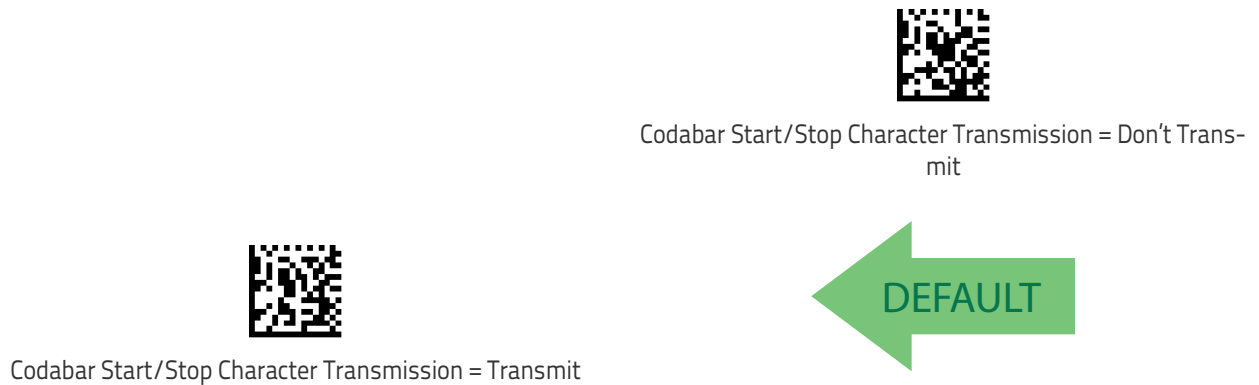 Codabar Start/Stop Character Transmission = Don’t Trans-
mit
DEFAULT
Codabar Start/Stop Character Transmission = Transmit